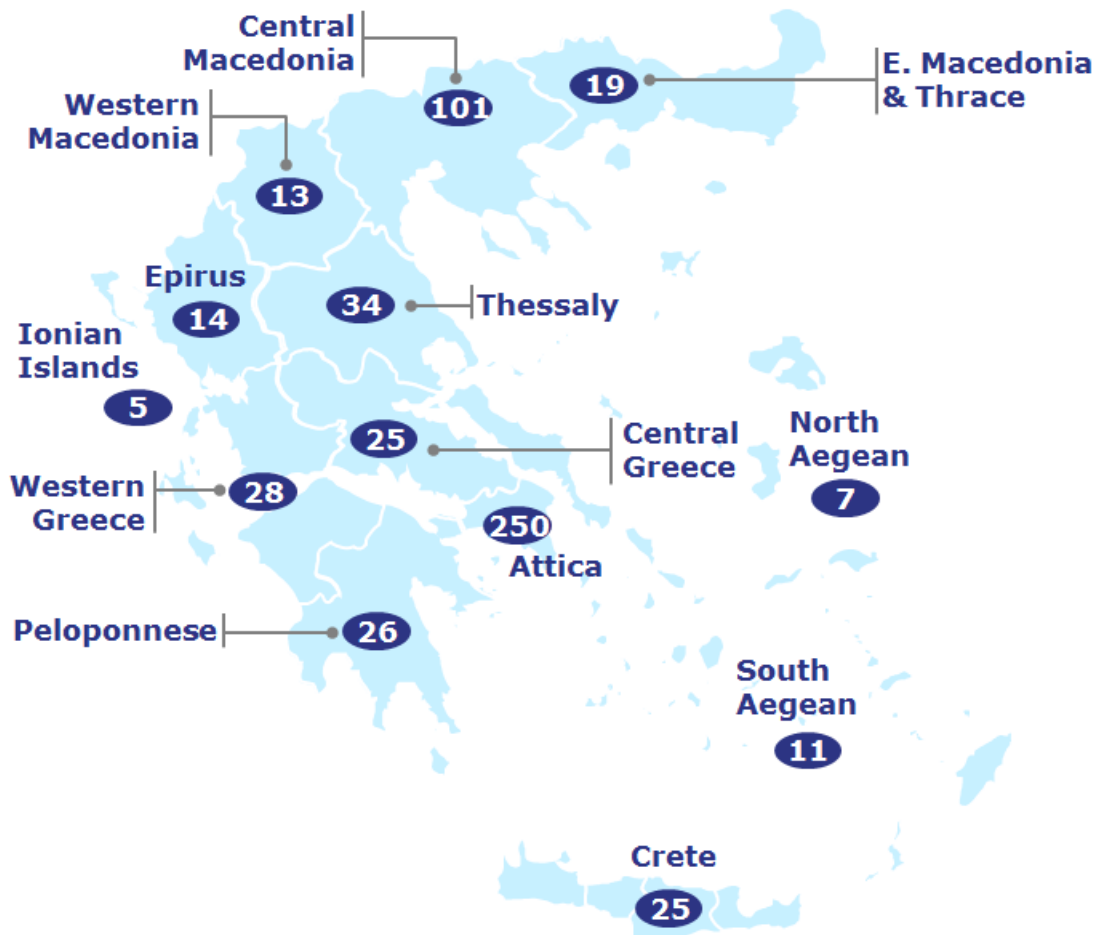 Central
Macedonia
101
19
E. Macedonia
& Thrace
Western
Macedonia
13
Epirus
14
34
Thessaly
Ionian
Islands
5
25
Central
Greece
North
Aegean
7
Western
Greece
28
250
Attica
Peloponnese
26
South
Aegean
11
Crete
25